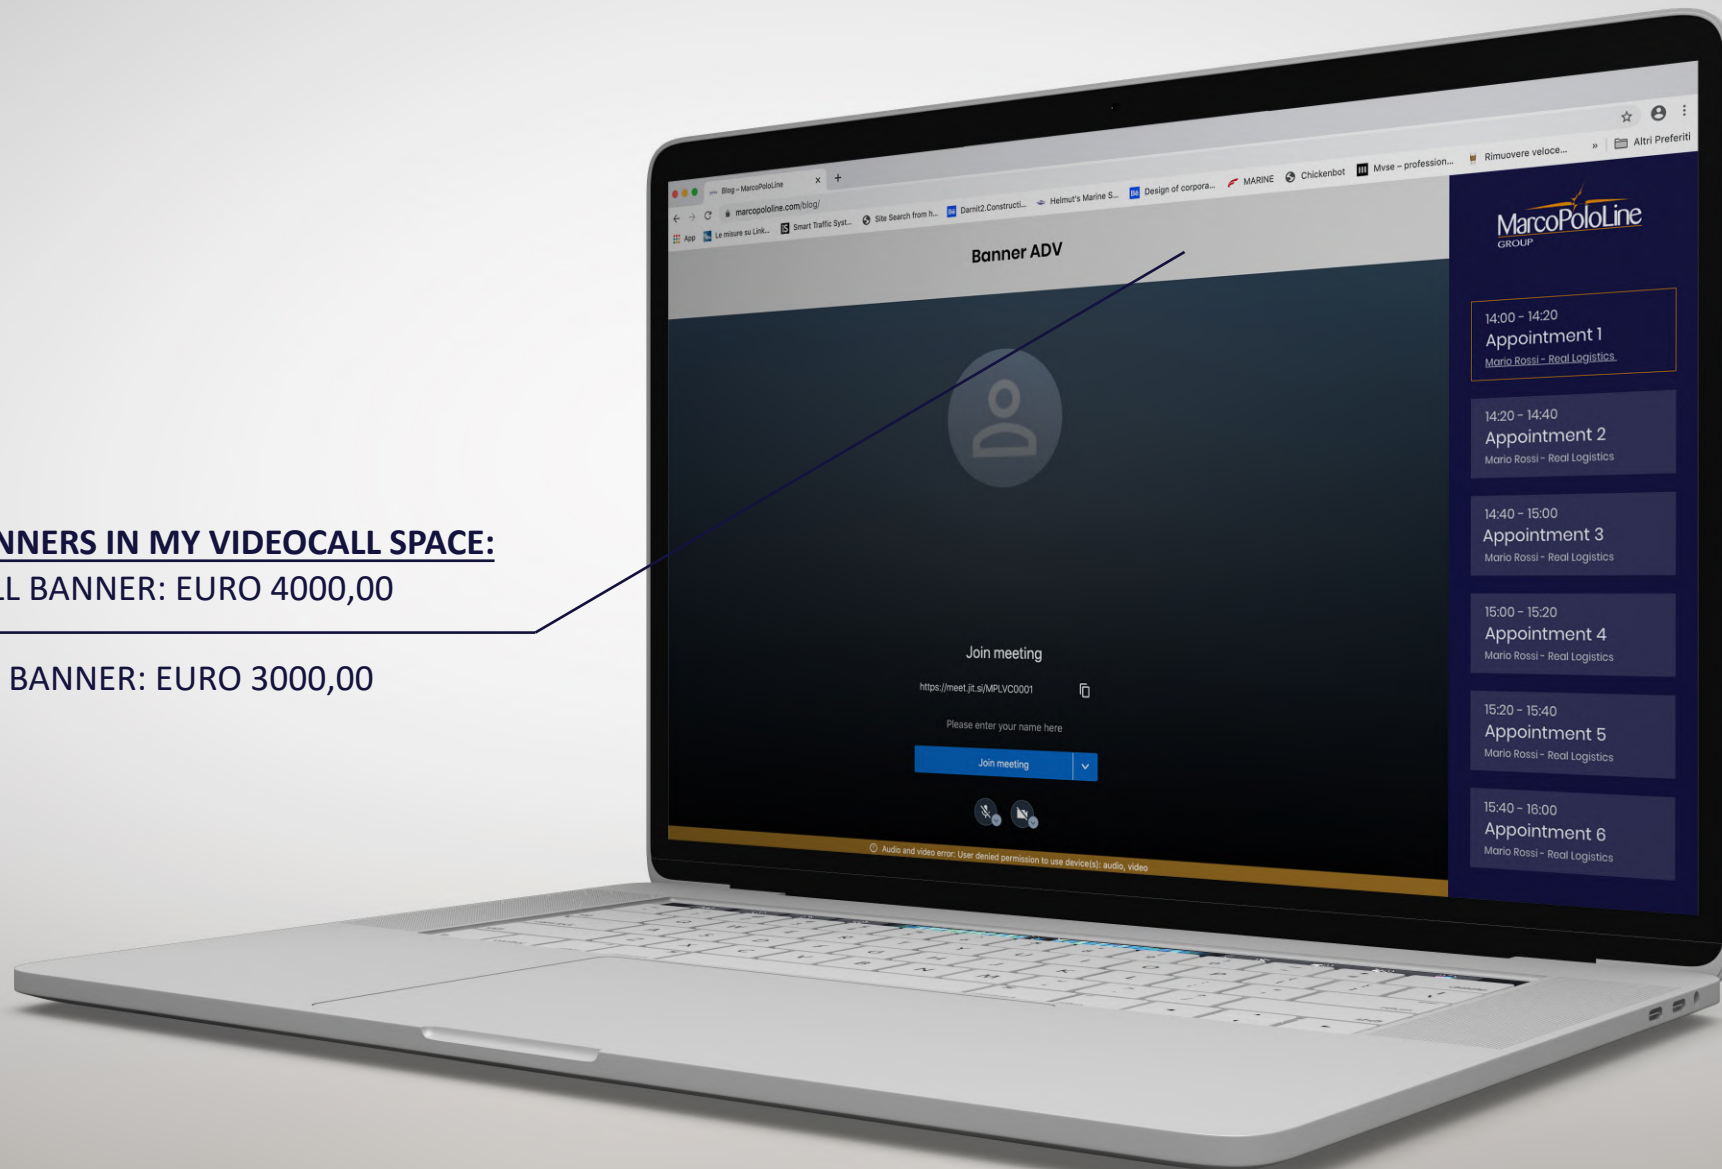 NNERS IN MY VIDEOCALL SPACE:
LL BANNER: EURO 4000,00
BANNER: EURO 3000,00
Blog – MarcoPoloLine
marcopololine.com/blog/
App Le misure su Link... Smart Traffic Syst... Site Search from h... Darnit2.Constructi... Helmut's Marine S... Design of corpora... MARINE Chickenbot Mvse – profession... Rimuovere veloce... » Altri Preferiti
Banner ADV
Join meeting
https://meet.jit.si/MPLVC0001
Please enter your name here
Join meeting
Audio and video error: User denied permission to use device(s): audio, video
MarcoPoloLine
GROUP
14:00 - 14:20
Appointment 1
Mario Rossi - Real Logistics
14:20 - 14:40
Appointment 2
Mario Rossi - Real Logistics
14:40 - 15:00
Appointment 3
Mario Rossi - Real Logistics
15:00 - 15:20
Appointment 4
Mario Rossi - Real Logistics
15:20 - 15:40
Appointment 5
Mario Rossi - Real Logistics
15:40 - 16:00
Appointment 6
Mario Rossi - Real Logistics